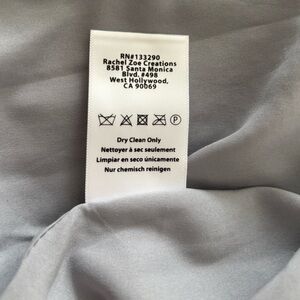 RN#133290
Rachel Zoe Creations
8581 Santa Monica
Blvd. #498
West Hollywood,
CA 90069
P
Dry Clean Only
Nettoyer à sec seulement
Limpiar en seco únicamente
Nur chemisch reinigen